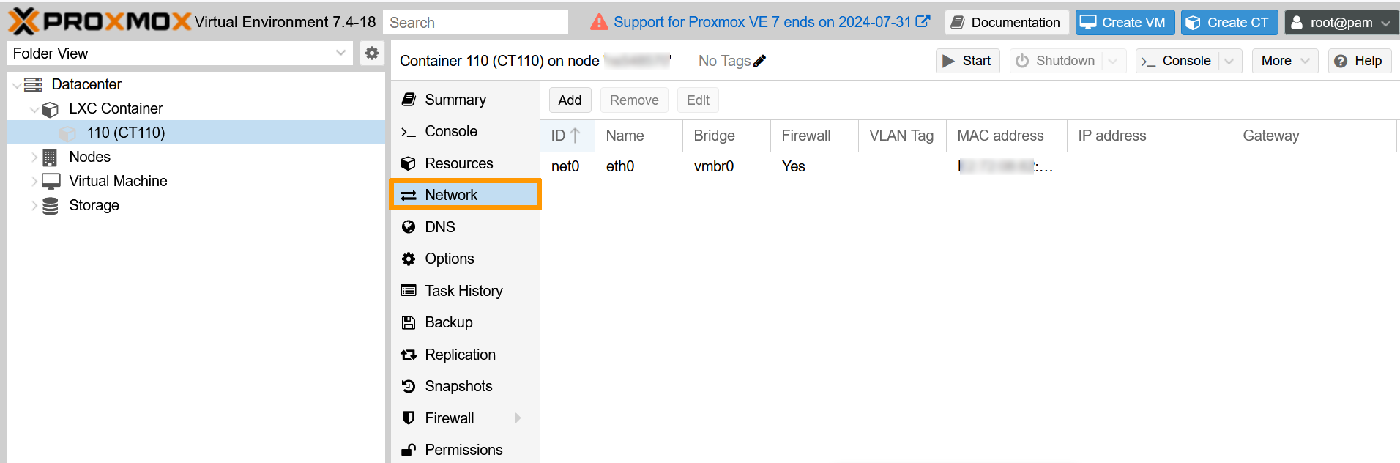 PROXMOX Virtual Environment 7.4-18 Search Support for Proxmox VE 7 ends on 2024-07-31 Documentation Create VM Create CT root@pam
Folder View
Container 110 (CT110) on node ' ' No Tags Start Shutdown >_ Console More Help
Datacenter
LXC Container
110 (CT110)
Nodes
Virtual Machine
Storage
Summary
>_ Console
Resources
Network
DNS
Options
Task History
Backup
Replication
Snapshots
Firewall
Permissions
Add Remove Edit
ID Name Bridge Firewall VLAN Tag MAC address IP address Gateway
net0 eth0 vmbr0 Yes :…